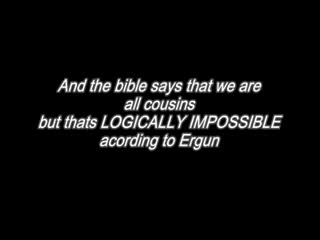 And the bible says that we are
all cousins
but thats LOGICALLY IMPOSSIBLE
acording to Ergun